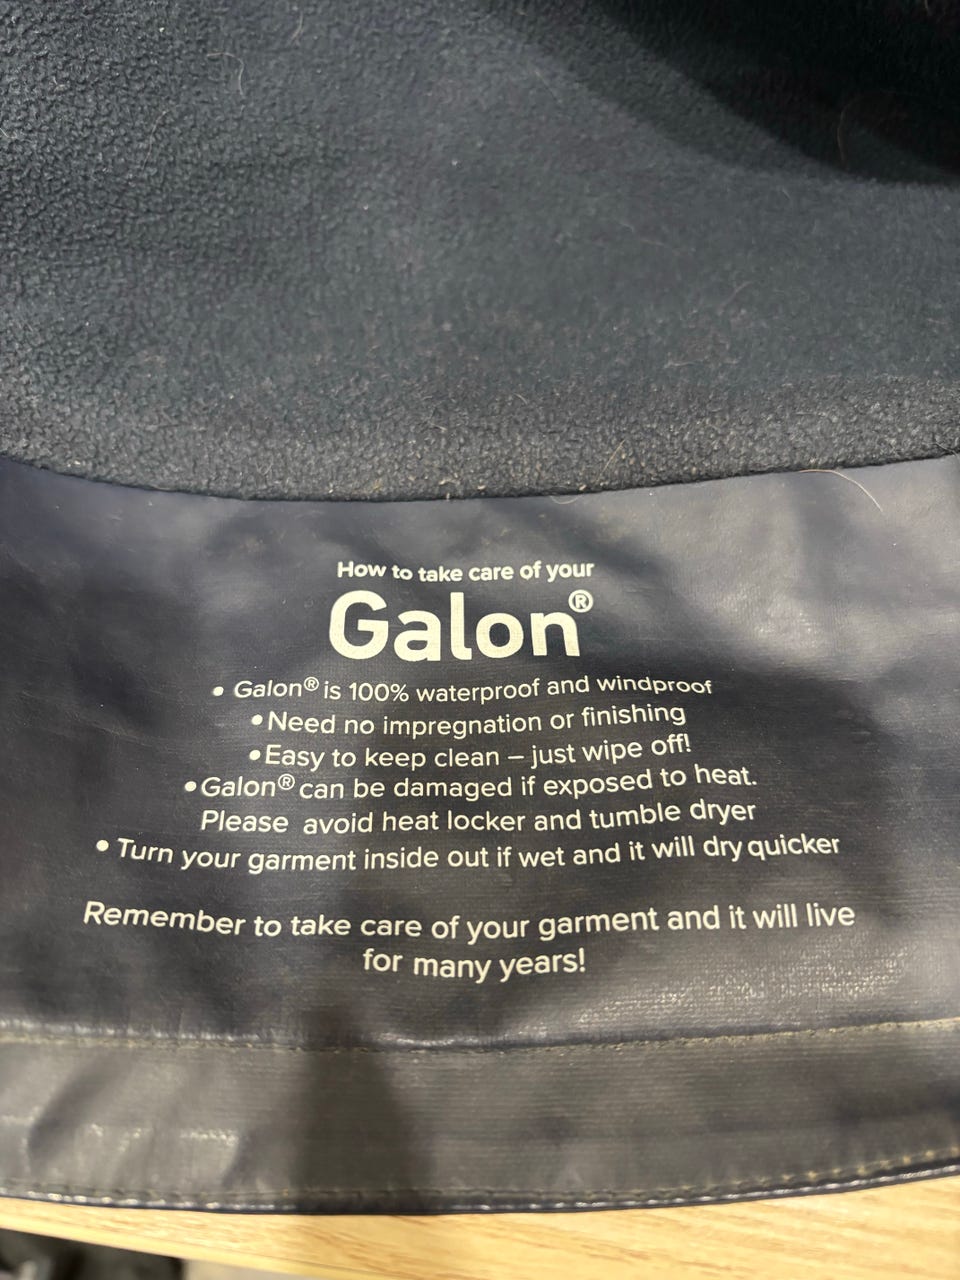 How to take care of your
Galon®
• Galon® is 100% waterproof and windproof
• Need no impregnation or finishing
• Easy to keep clean – just wipe off!
• Galon® can be damaged if exposed to heat.
Please avoid heat locker and tumble dryer
• Turn your garment inside out if wet and it will dry quicker
Remember to take care of your garment and it will live
for many years!